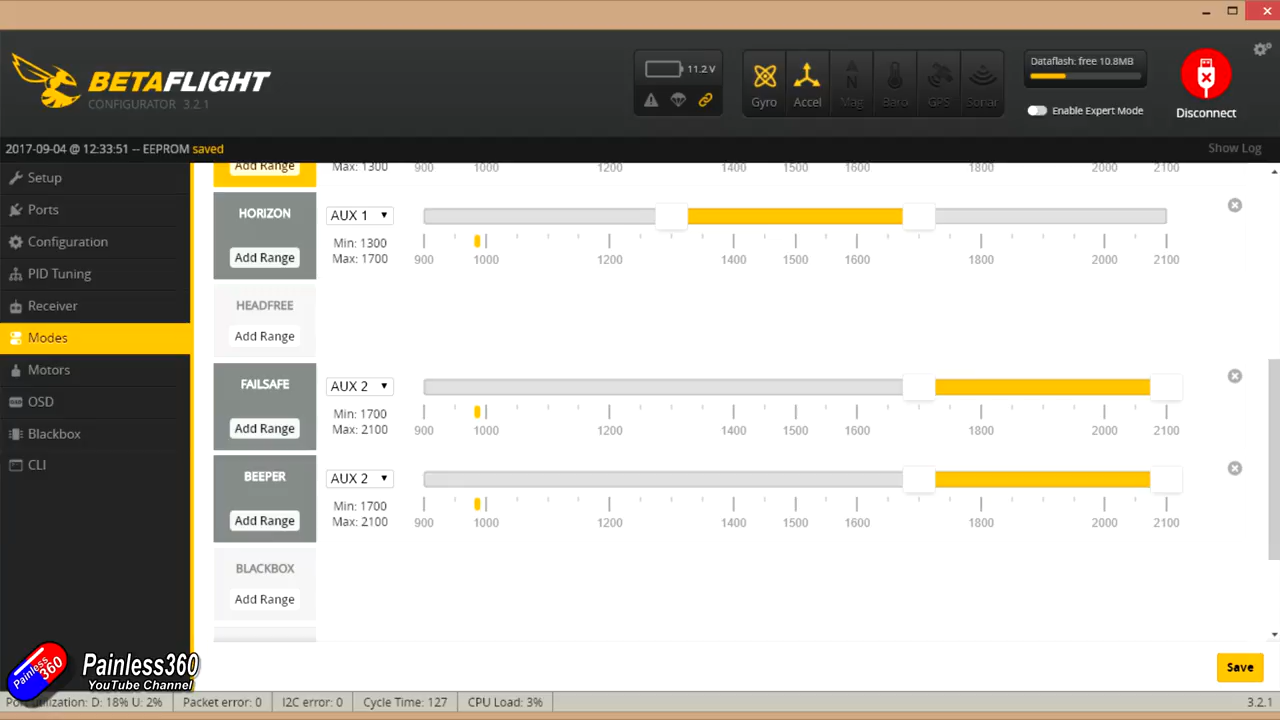 BETAFLIGHT
CONFIGURATOR 3.2.1
11.2 V
Gyro
Accel
Mag
Baro
GPS
Sonar
Dataflash: free 10.8MB
Enable Expert Mode
Disconnect
2017-09-04 @ 12:33:51 -- EEPROM saved
Show Log
Setup
Ports
Configuration
PID Tuning
Receiver
Modes
Motors
OSD
Blackbox
CLI
Add Range
Max: 1300
900 1000 1200 1400 1500 1600 1800 2000 2100
HORIZON
Add Range
AUX 1
Min: 1300
Max: 1700
900 1000 1200 1400 1500 1600 1800 2000 2100
HEADFREE
Add Range
FAILSAFE
Add Range
AUX 2
Min: 1700
Max: 2100
900 1000 1200 1400 1500 1600 1800 2000 2100
BEEPER
Add Range
AUX 2
Min: 1700
Max: 2100
900 1000 1200 1400 1500 1600 1800 2000 2100
BLACKBOX
Add Range
Save
Painless 360
Painless360
YouTube Channel
utilization: D: 18% U: 2%
Packet error: 0
I2C error: 0
Cycle Time: 127
CPU Load: 3%
3.2.1